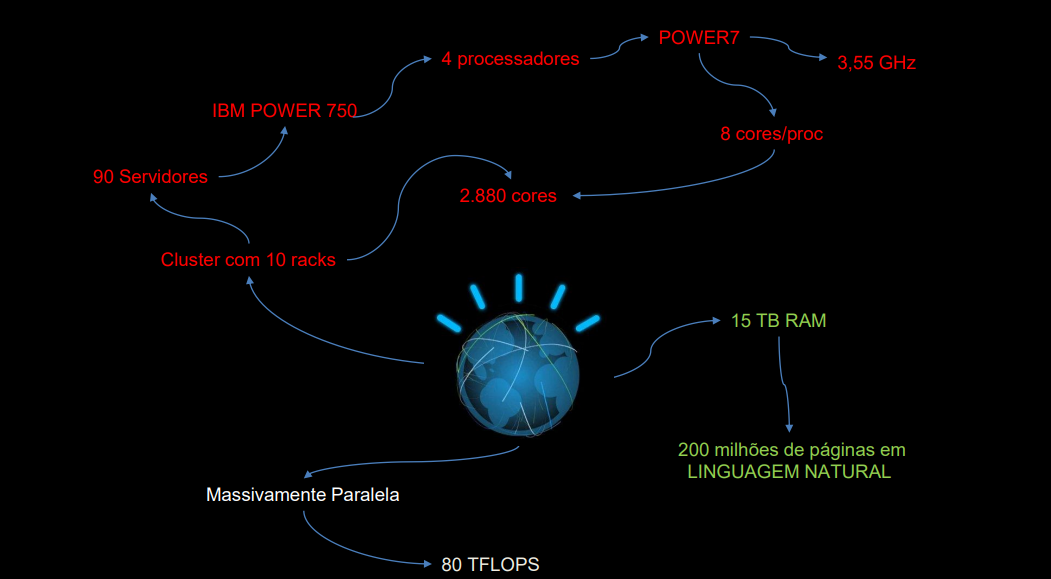 POWER7
4 processadores
3,55 GHz
IBM POWER 750
8 cores/proc
90 Servidores
2.880 cores
Cluster com 10 racks
15 TB RAM
200 milhões de páginas em
LINGUAGEM NATURAL
Massivamente Paralela
80 TFLOPS